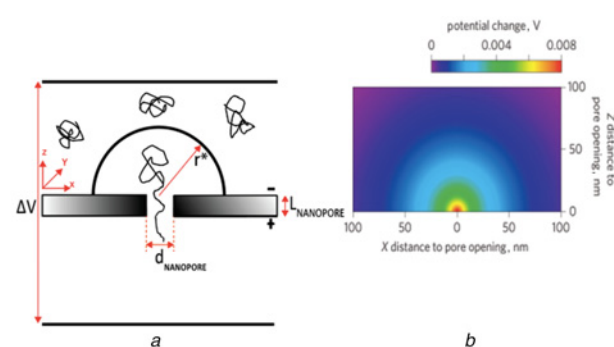 z
Y
x
ΔV
r*
-
+
L NANOPORE
d NANOPORE
a
potential change, V
0 0.004 0.008
100
50
0
Z distance to pore opening, nm
100 50 0 50 100
X distance to pore opening, nm
b